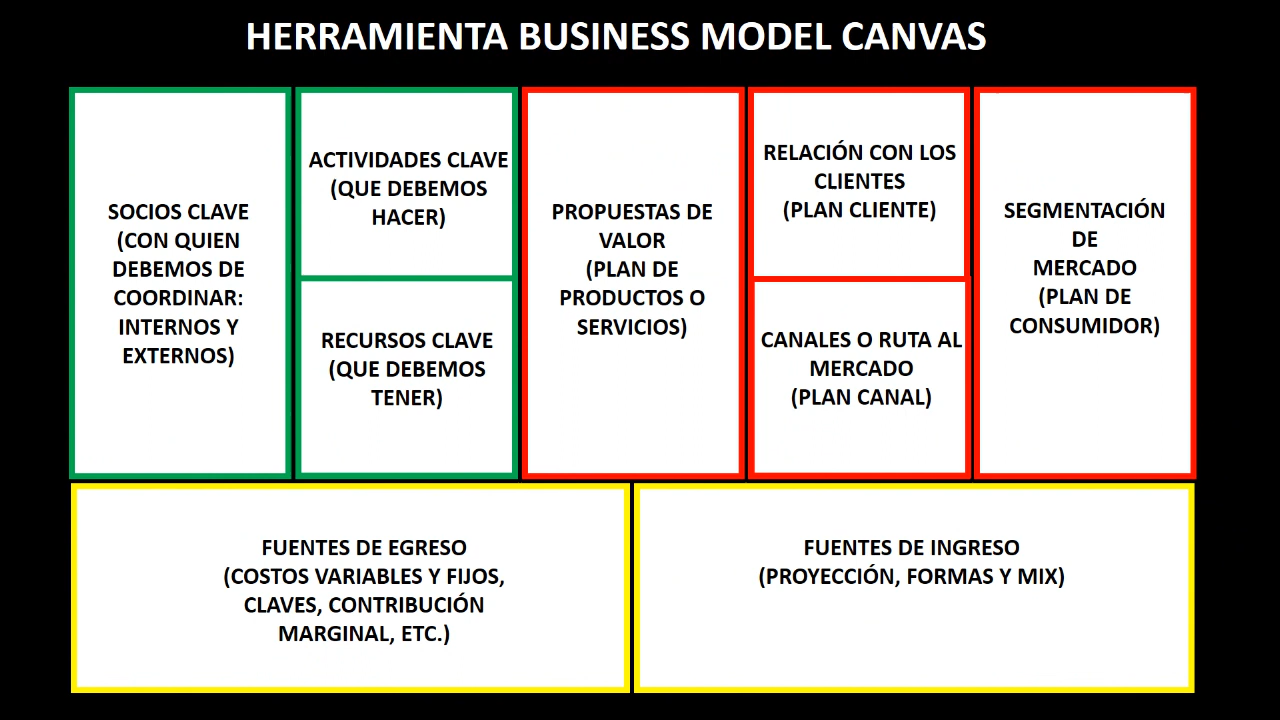 HERRAMIENTA BUSINESS MODEL CANVAS
SOCIOS CLAVE
(CON QUIEN
DEBEMOS DE
COORDINAR:
INTERNOS Y
EXTERNOS)
ACTIVIDADES CLAVE
(QUE DEBEMOS
HACER)
RECURSOS CLAVE
(QUE DEBEMOS
TENER)
PROPUESTAS DE
VALOR
(PLAN DE
PRODUCTOS O
SERVICIOS)
RELACIÓN CON LOS
CLIENTES
(PLAN CLIENTE)
CANALES O RUTA AL
MERCADO
(PLAN CANAL)
SEGMENTACIÓN
DE
MERCADO
(PLAN DE
CONSUMIDOR)
FUENTES DE EGRESO
(COSTOS VARIABLES Y FIJOS,
CLAVES, CONTRIBUCIÓN
MARGINAL, ETC.)
FUENTES DE INGRESO
(PROYECCIÓN, FORMAS Y MIX)